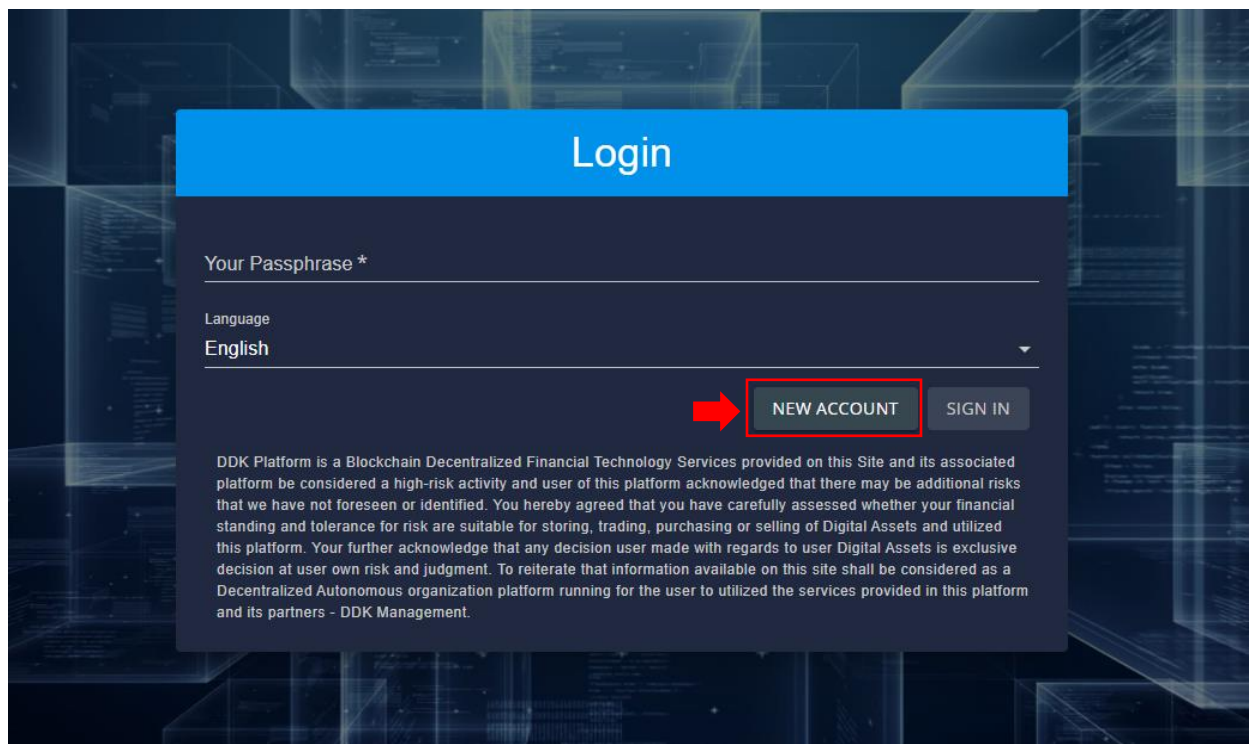 Login
Your Passphrase *
Language
English
NEW ACCOUNT
SIGN IN
DDK Platform is a Blockchain Decentralized Financial Technology Services provided on this Site and its associated
platform be considered a high-risk activity and user of this platform acknowledged that there may be additional risks
that we have not foreseen or identified. You hereby agreed that you have carefully assessed whether your financial
standing and tolerance for risk are suitable for storing, trading, purchasing or selling of Digital Assets and utilized
this platform. Your further acknowledge that any decision user made with regards to user Digital Assets is exclusive
decision at user own risk and judgment. To reiterate that information available on this site shall be considered as a
Decentralized Autonomous organization platform running for the user to utilized the services provided in this platform
and its partners - DDK Management.